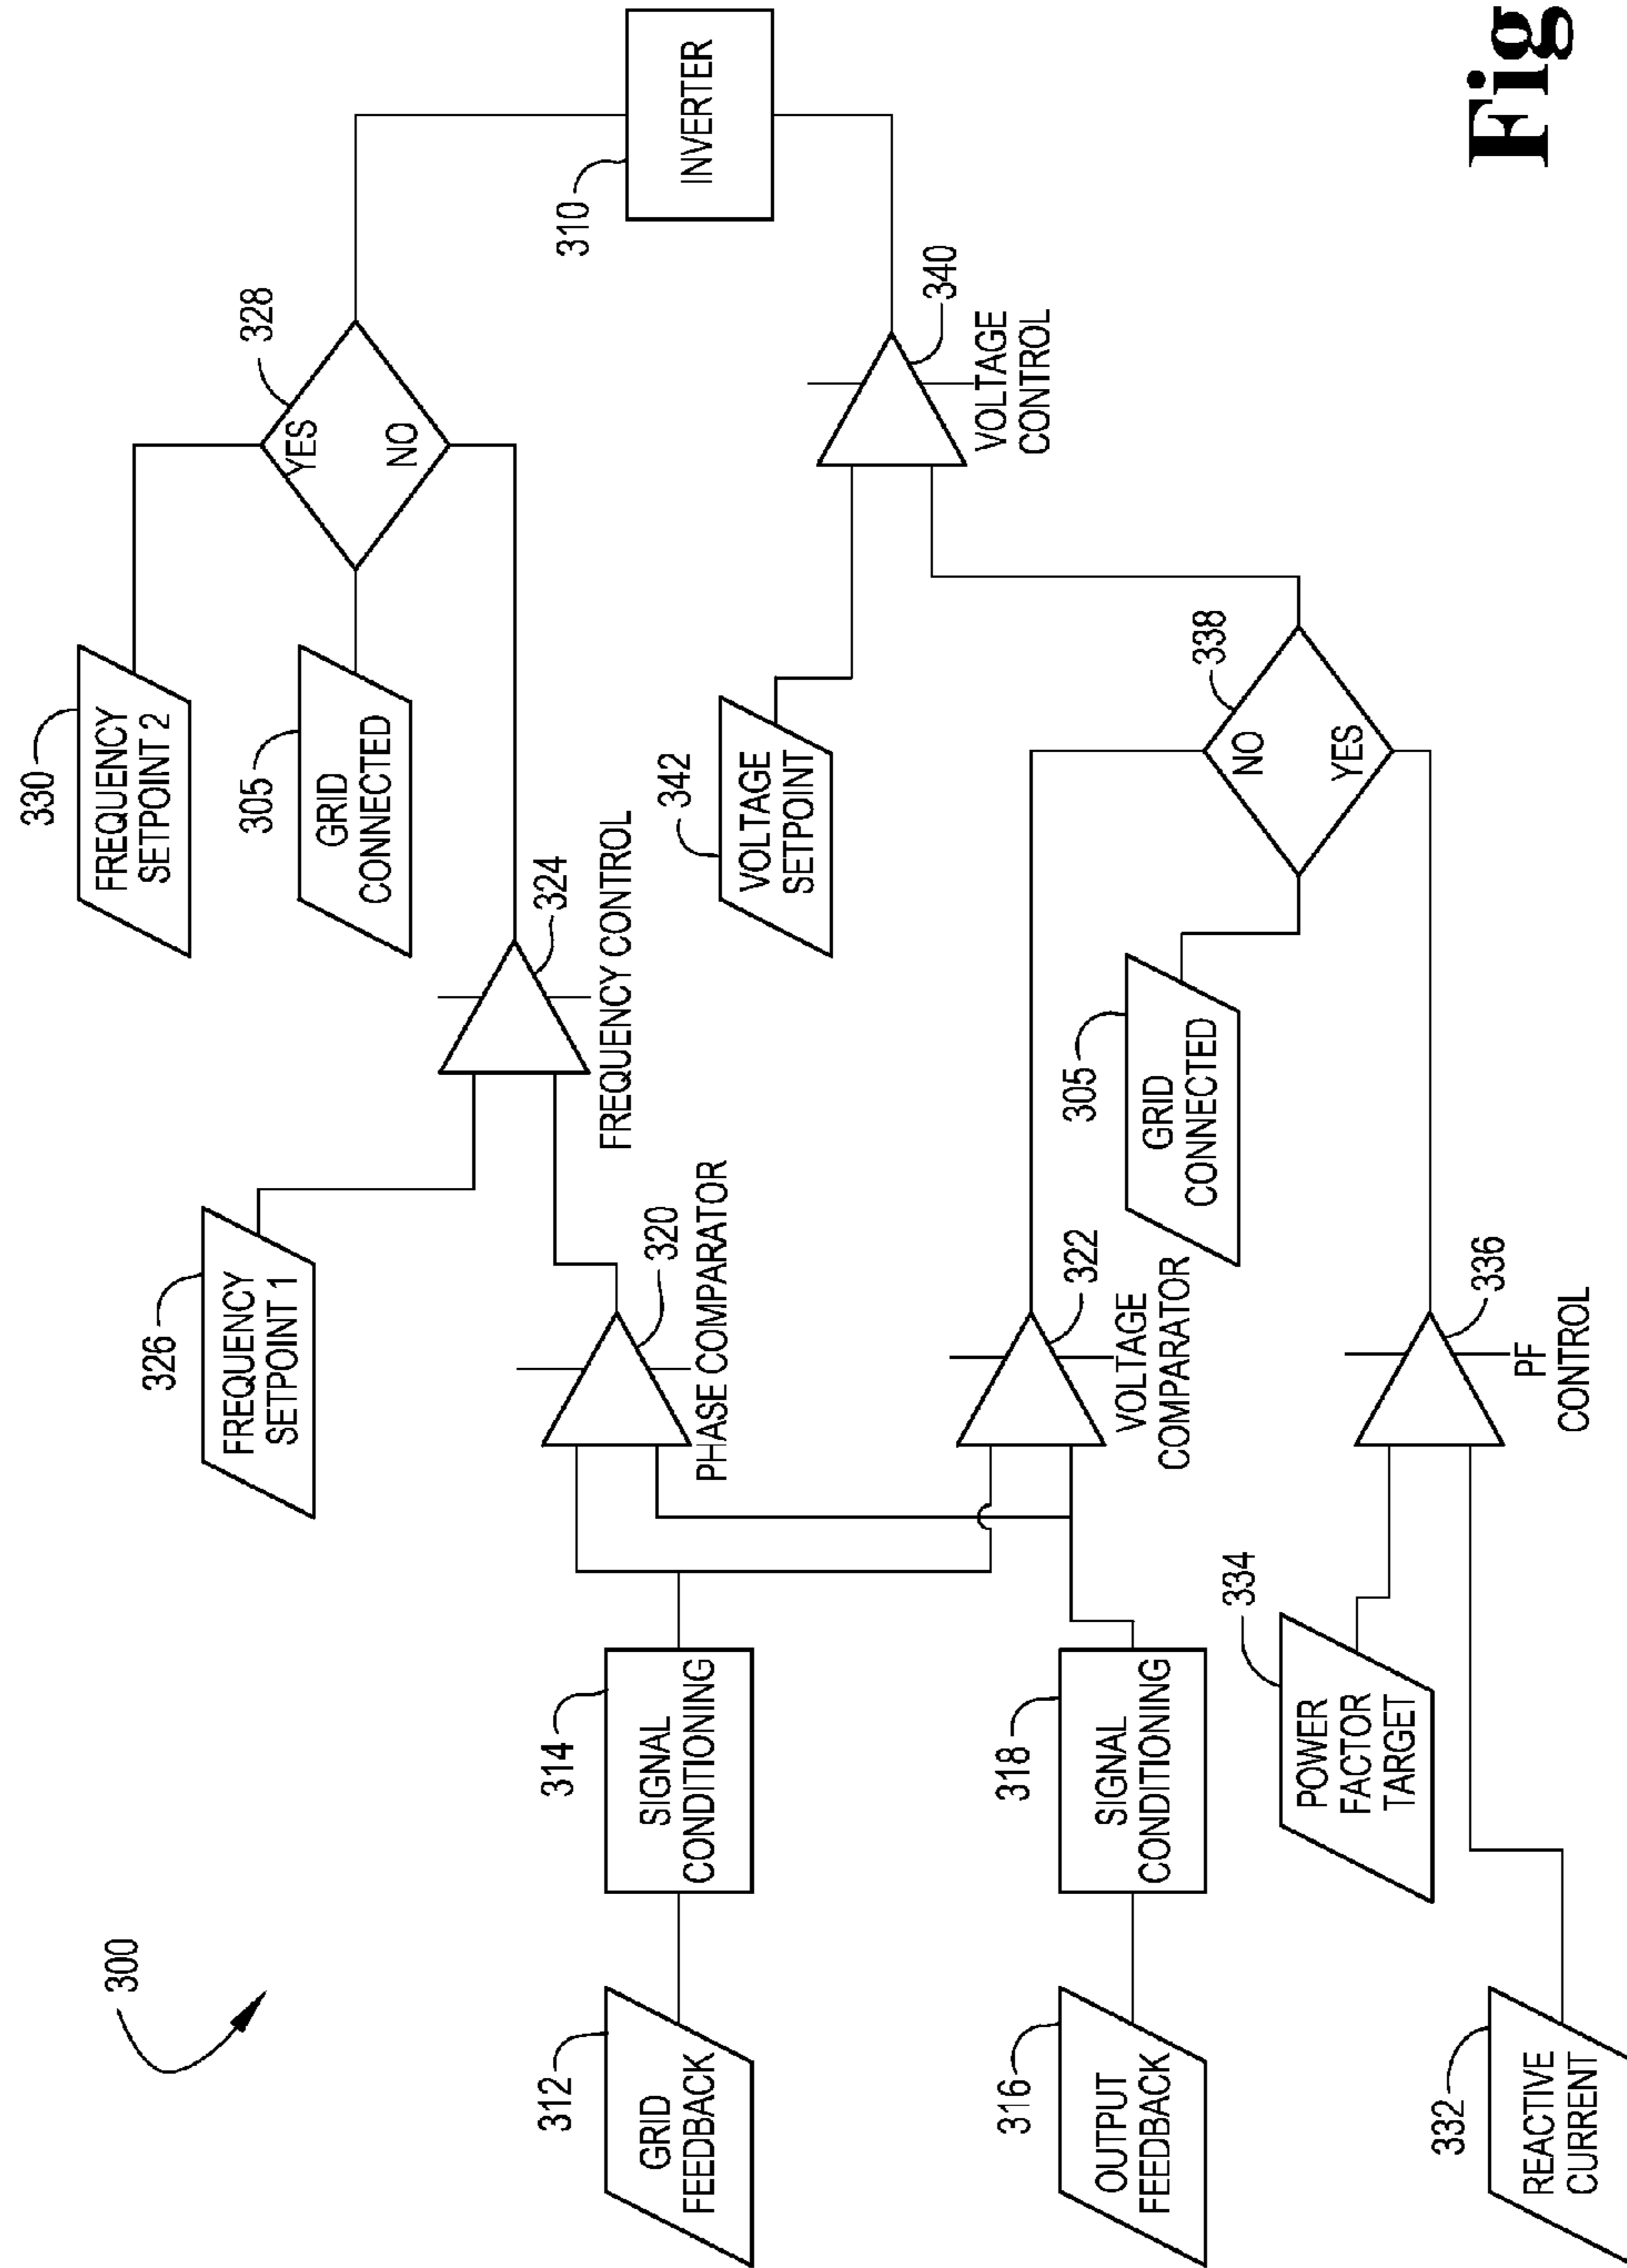 300
330
FREQUENCY
SETPOINT 2
305
GRID
CONNECTED
328
YES
NO
326
FREQUENCY
SETPOINT 1
324
FREQUENCY CONTROL
310
INVERTER
312
GRID
FEEDBACK
314
SIGNAL
CONDITIONING
320
PHASE COMPARATOR
342
VOLTAGE
SETPOINT
340
VOLTAGE
CONTROL
316
OUTPUT
FEEDBACK
318
SIGNAL
CONDITIONING
322
VOLTAGE
COMPARATOR
305
GRID
CONNECTED
338
NO
YES
334
POWER
FACTOR
TARGET
336
PF
CONTROL
332
REACTIVE
CURRENT
Fig